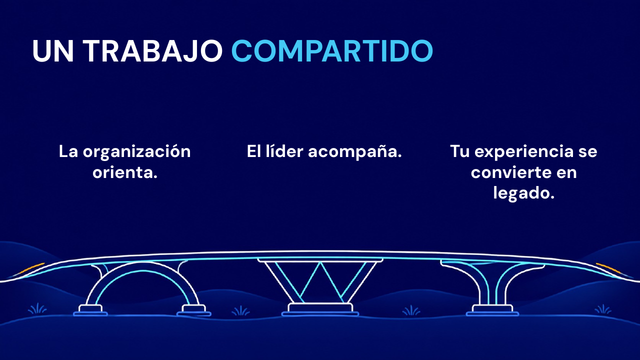 UN TRABAJO COMPARTIDO
La organización
orienta.
El líder acompaña.
Tu experiencia se
convierte en
legado.